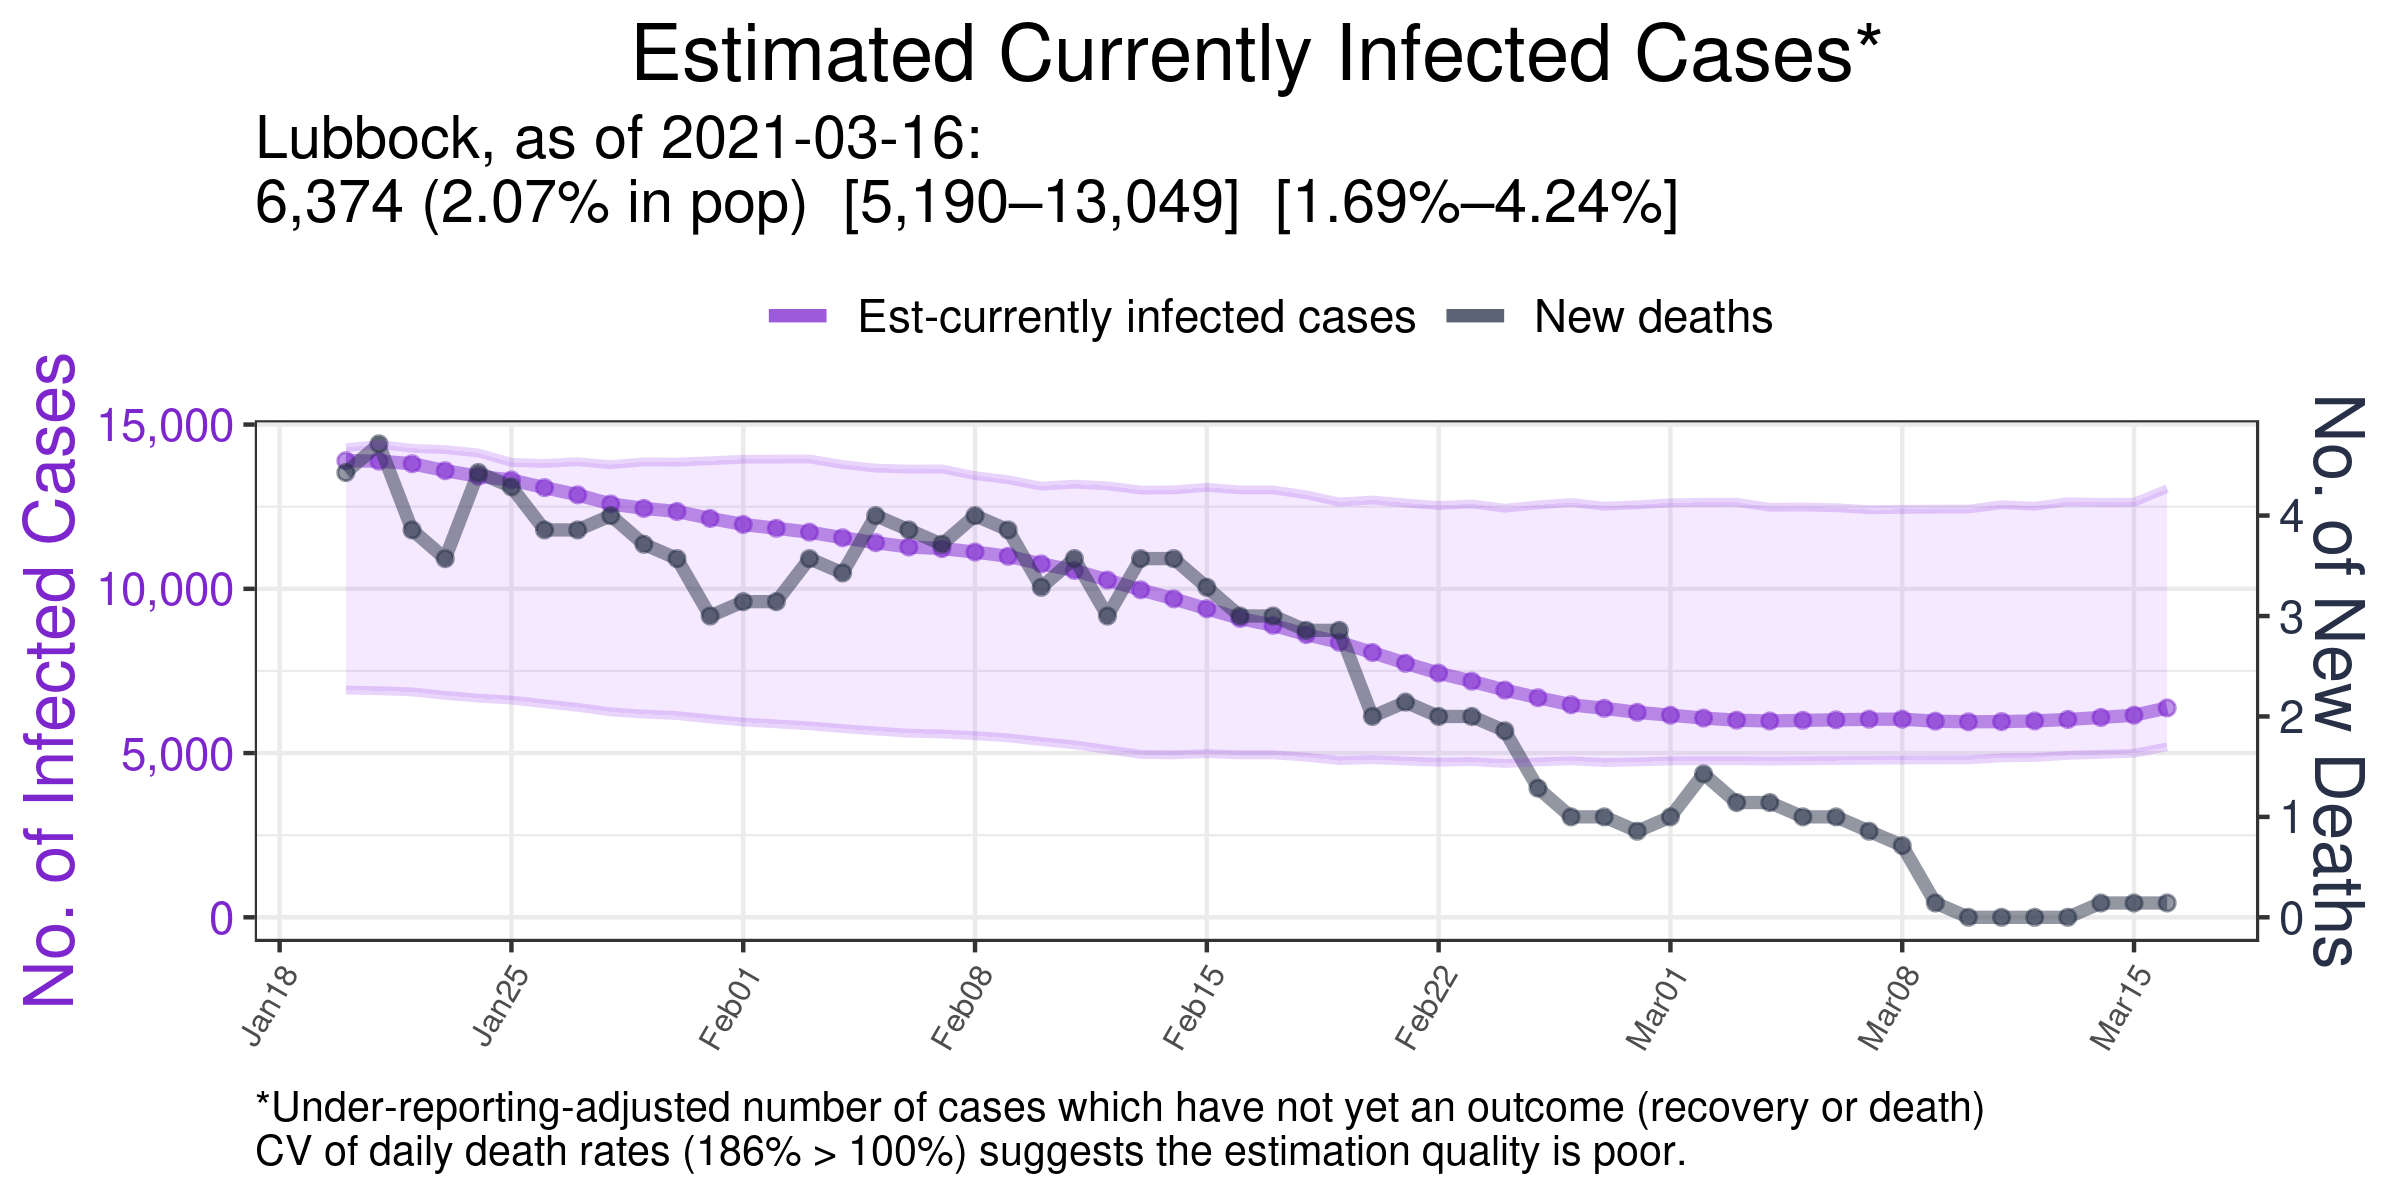 Estimated Currently Infected Cases*
Lubbock, as of 2021-03-16:
6,374 (2.07% in pop)  [5,190–13,049]  [1.69%–4.24%]
Est-currently infected cases
New deaths
No. of Infected Cases
15,000
10,000
5,000
0
No. of New Deaths
4
3
2
1
0
Jan18
Jan25
Feb01
Feb08
Feb15
Feb22
Mar01
Mar08
Mar15
*Under-reporting-adjusted number of cases which have not yet an outcome (recovery or death)
CV of daily death rates (186% > 100%) suggests the estimation quality is poor.